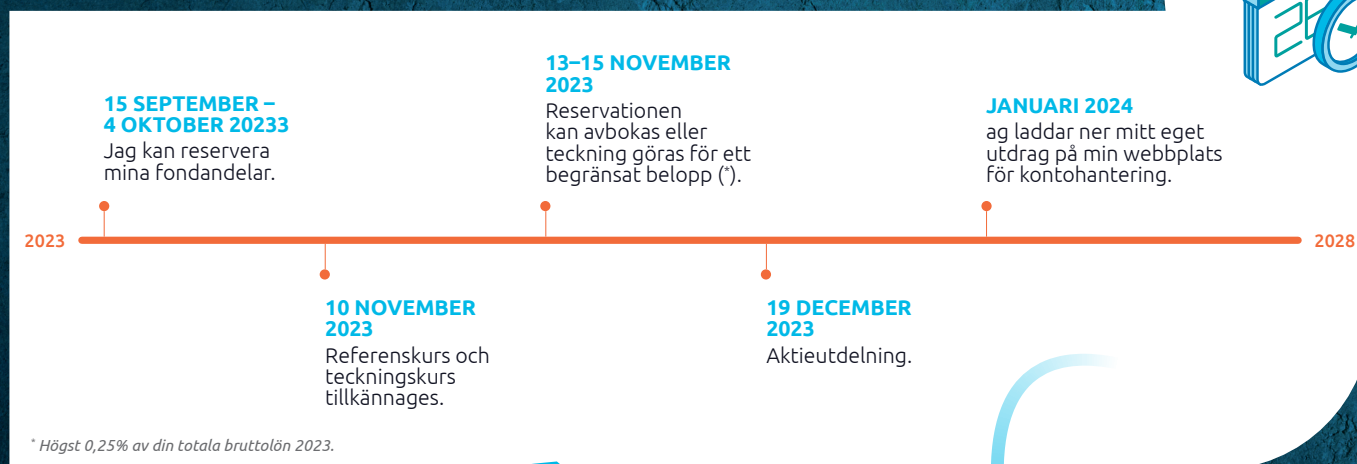 13–15 NOVEMBER
2023
Reservationen
kan avbokas eller
teckning göras för ett
begränsat belopp (*).
15 SEPTEMBER –
4 OKTOBER 20233
Jag kan reservera
mina fondandelar.
JANUARI 2024
ag laddar ner mitt eget
utdrag på min webbplats
för kontohantering.
2023
2028
10 NOVEMBER
2023
Referenskurs och
teckningskurs
tillkännages.
19 DECEMBER
2023
Aktieutdelning.
* Högst 0,25% av din totala bruttolön 2023.